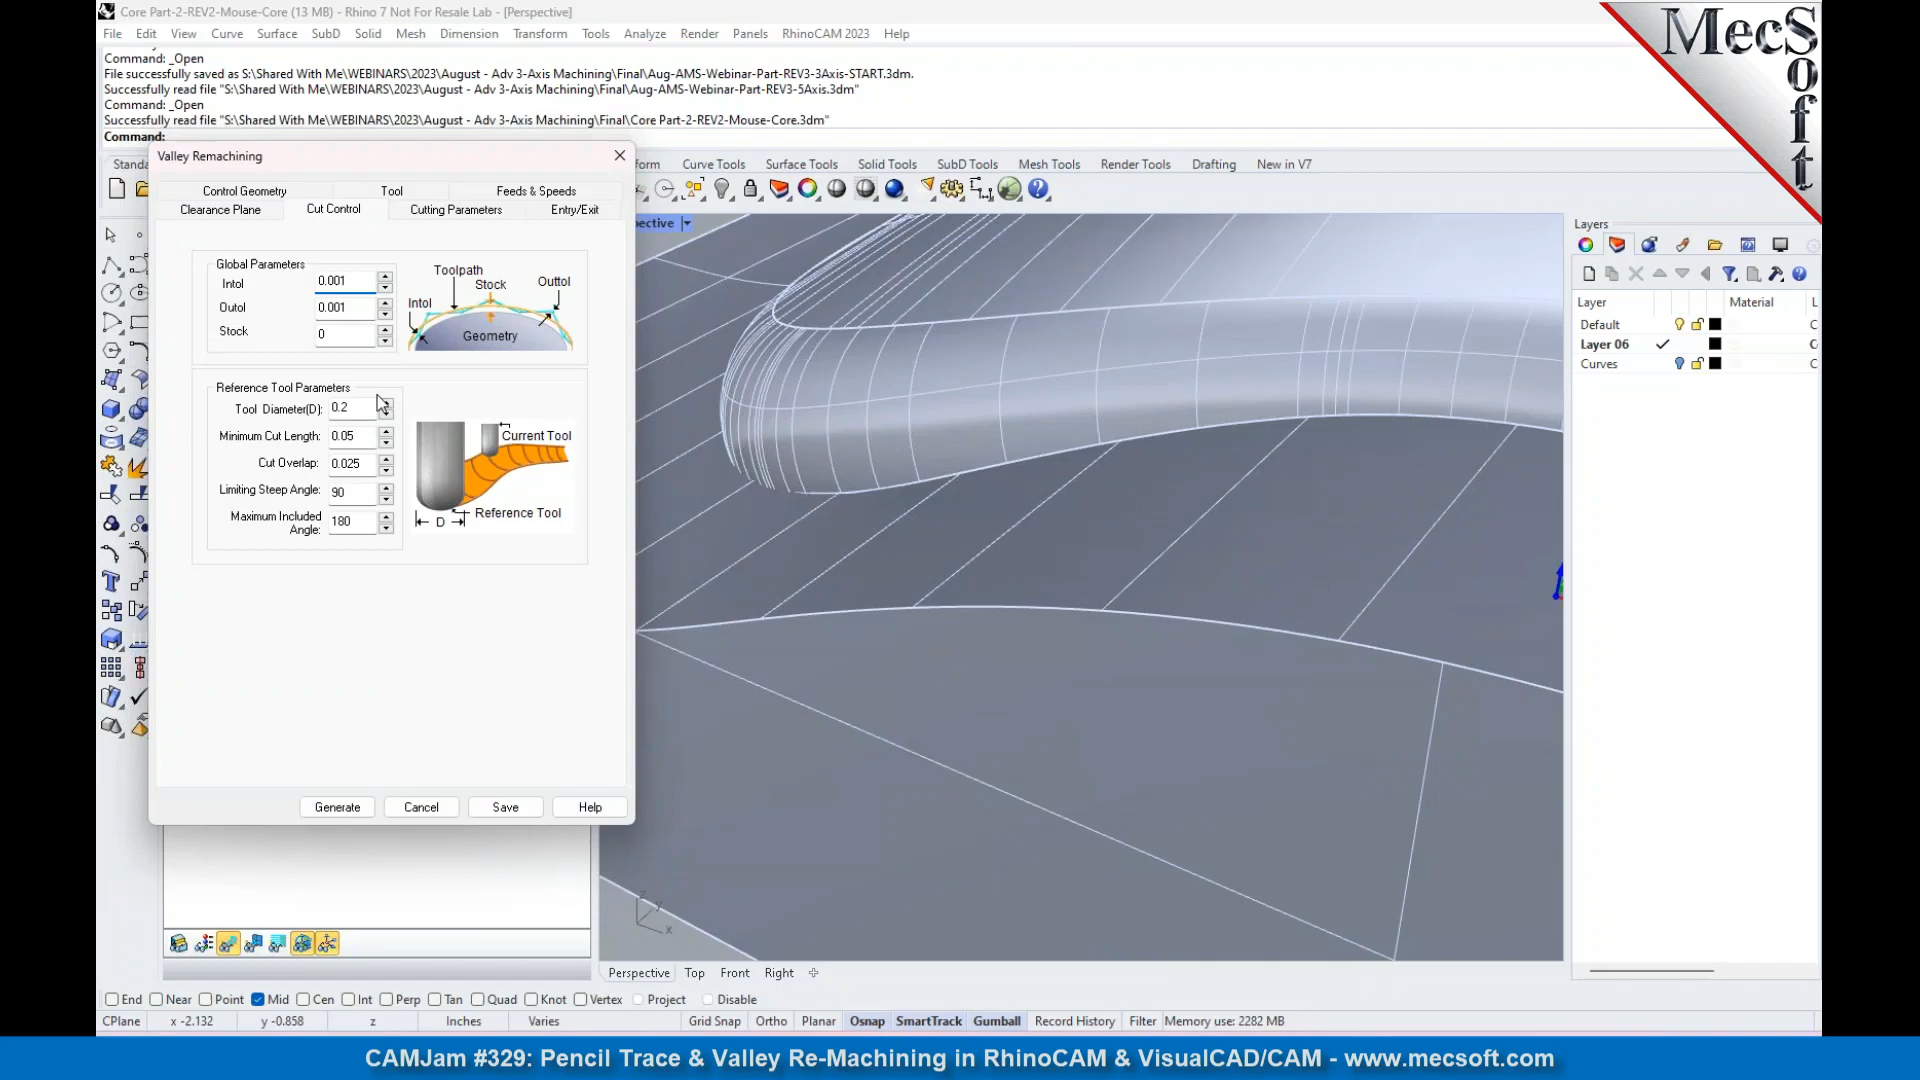 Core Part-2-REV2-Mouse-Core (13 MB) - Rhino 7 Not For Resale Lab - [Perspective]
File Edit View Curve Surface SubD Solid Mesh Dimension Transform Tools Analyze Render Panels RhinoCAM 2023 Help
MecSoft
Command: _Open
File successfully saved as S:\Shared With Me\WEBINARS\2023\August - Adv 3-Axis Machining\Final\Aug-AMS-Webinar-Part-REV3-3Axis-START.3dm.
Successfully read file "S:\Shared With Me\WEBINARS\2023\August - Adv 3-Axis Machining\Final\Aug-AMS-Webinar-Part-REV3-5Axis.3dm"
Command: _Open
Successfully read file "S:\Shared With Me\WEBINARS\2023\August - Adv 3-Axis Machining\Final\Core Part-2-REV2-Mouse-Core.3dm"
Command:
Standa
form Curve Tools Surface Tools Solid Tools SubD Tools Mesh Tools Render Tools Drafting New in V7
ective
Valley Remachining
Control Geometry Tool Feeds & Speeds
Clearance Plane Cut Control Cutting Parameters Entry/Exit
Global Parameters
Intol 0.001
Outol 0.001
Stock 0
Toolpath
Stock
Outtol
Intol
Geometry
Reference Tool Parameters
Tool Diameter(D): 0.2
Minimum Cut Length: 0.05
Cut Overlap: 0.025
Limiting Steep Angle: 90
Maximum Included
Angle: 180
Current Tool
Reference Tool
D
Generate Cancel Save Help
Layers
Layer Material L
Default C
Layer 06 C
Curves C
z
y
x
Perspective Top Front Right
End Near Point Mid Cen Int Perp Tan Quad Knot Vertex Project Disable
CPlane x -2.132 y -0.858 z Inches Varies Grid Snap Ortho Planar Osnap SmartTrack Gumball Record History Filter Memory use: 2282 MB
CAMJam #329: Pencil Trace & Valley Re-Machining in RhinoCAM & VisualCAD/CAM - www.mecsoft.com